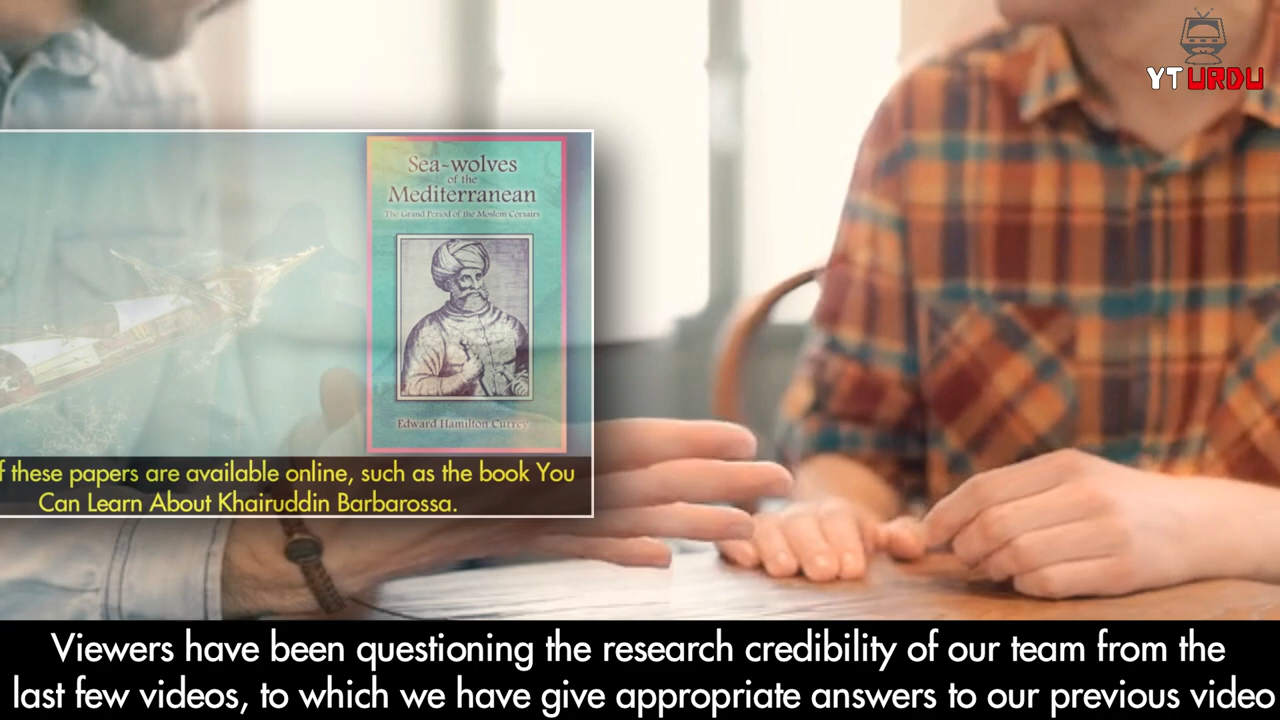 YT URDU
Sea-wolves
of the
Mediterranean
The Grand Period of the Moslem Corsairs
Edward Hamilton Currey
f these papers are available online, such as the book You
Can Learn About Khairuddin Barbarossa.
Viewers have been questioning the research credibility of our team from the
last few videos, to which we have give appropriate answers to our previous video